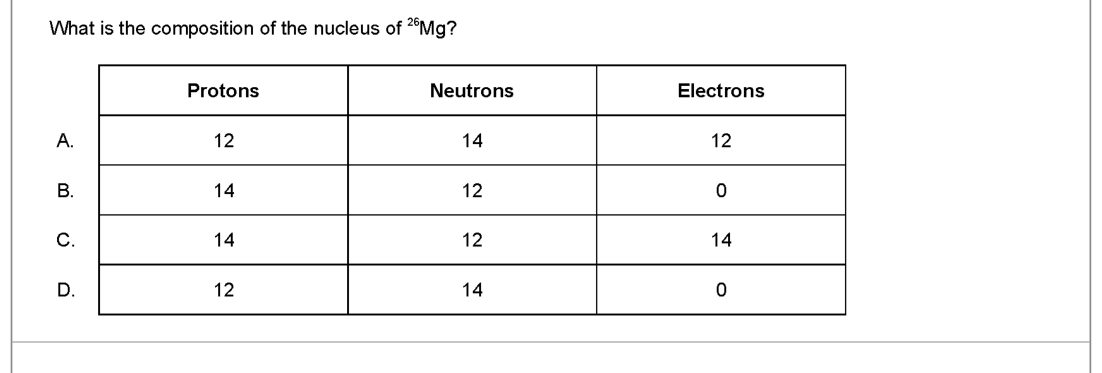 What is the composition of the nucleus of ²⁶Mg?
Protons Neutrons Electrons
A. 12 14 12
B. 14 12 0
C. 14 12 14
D. 12 14 0